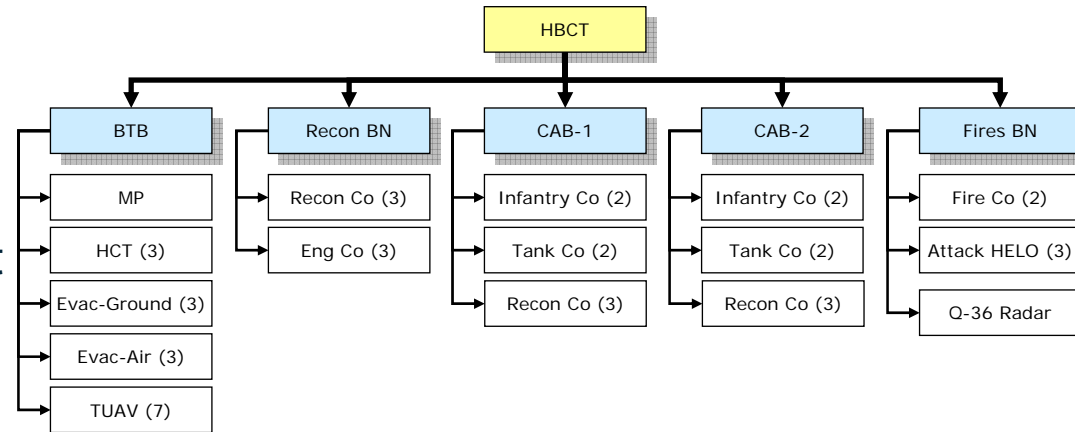 HBCT
BTB
MP
HCT (3)
Evac-Ground (3)
Evac-Air (3)
TUAV (7)
Recon BN
Recon Co (3)
Eng Co (3)
CAB-1
Infantry Co (2)
Tank Co (2)
Recon Co (3)
CAB-2
Infantry Co (2)
Tank Co (2)
Recon Co (3)
Fires BN
Fire Co (2)
Attack HELO (3)
Q-36 Radar